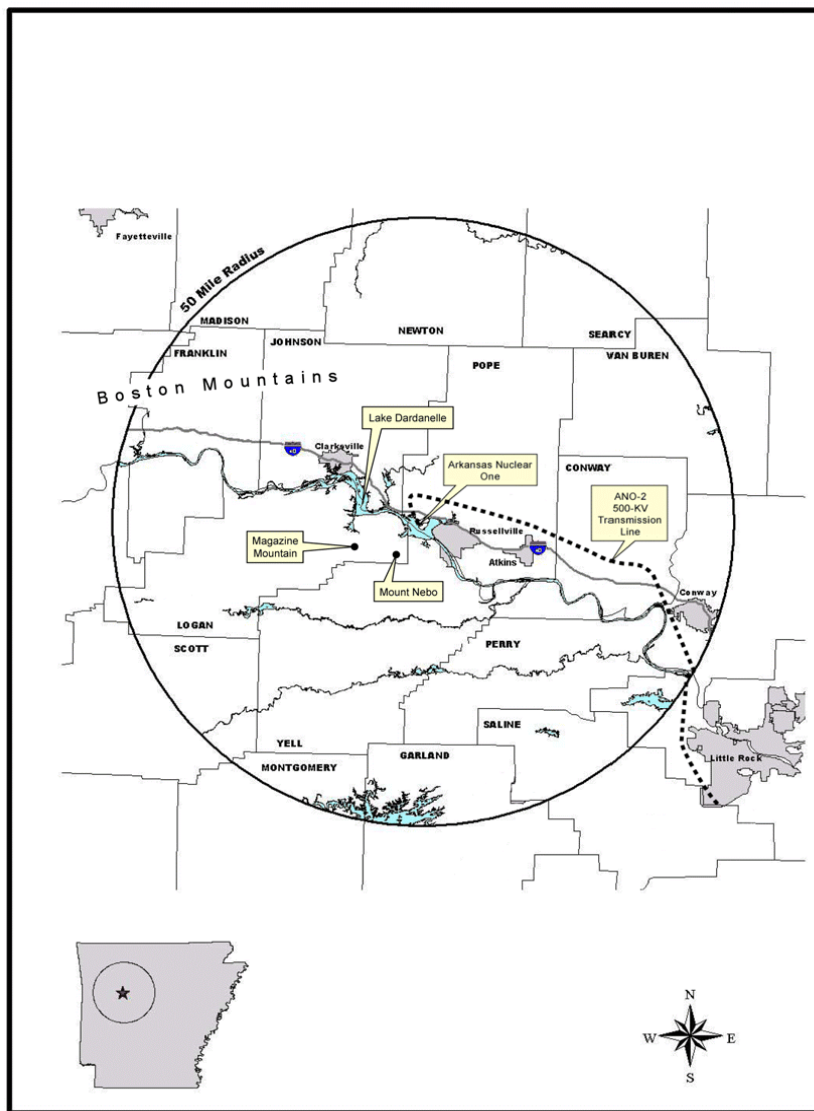 Fayetteville
50 Mile Radius
MADISON
NEWTON
SEARCY
FRANKLIN
JOHNSON
VAN BUREN
POPE
Boston Mountains
Lake Dardanelle
Clarksville
40
Arkansas Nuclear
One
CONWAY
ANO-2
500-KV
Transmission
Line
Russellville
Magazine
Mountain
40
Atkins
Mount Nebo
Conway
LOGAN
SCOTT
PERRY
SALINE
YELL
GARLAND
Little Rock
MONTGOMERY
N
W
E
S